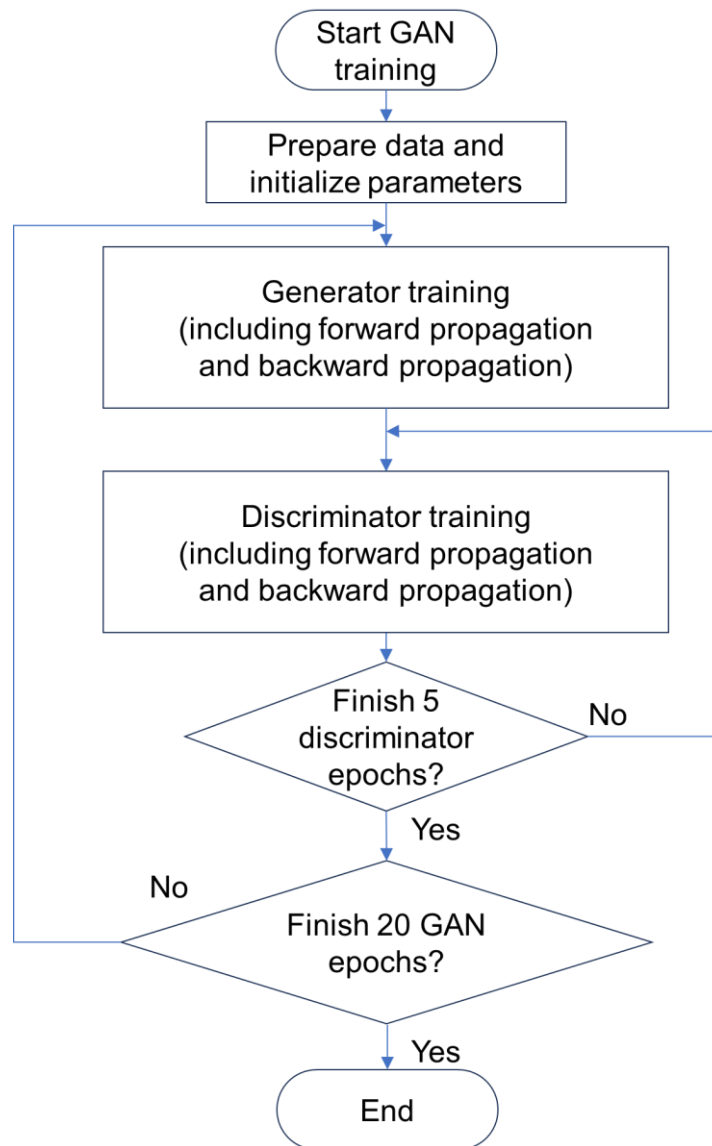 Start GAN
training
Prepare data and
initialize parameters
Generator training
(including forward propagation
and backward propagation)
Discriminator training
(including forward propagation
and backward propagation)
Finish 5
discriminator
epochs?
No
Yes
No
Finish 20 GAN
epochs?
Yes
End